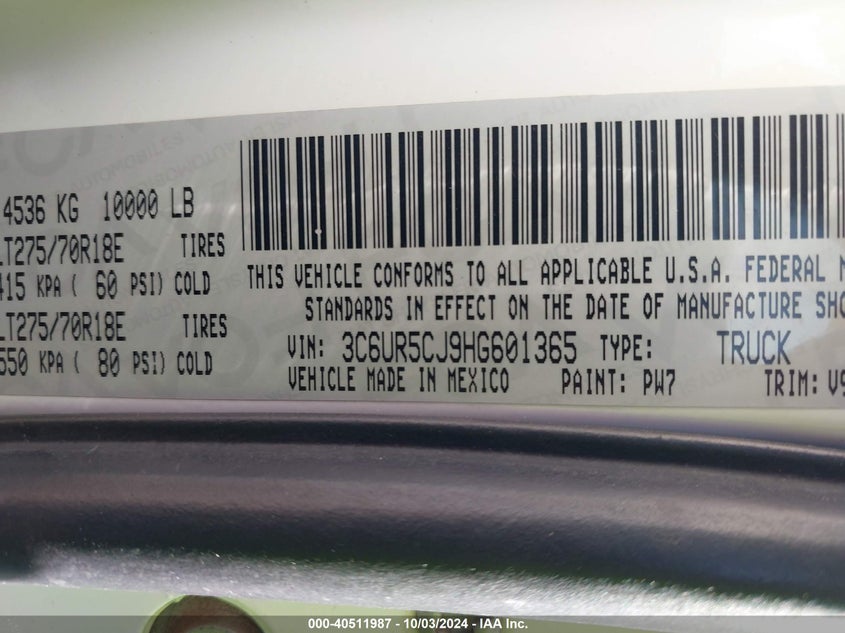 4536 KG 10000 LB
LT275/70R18E TIRES
415 KPA ( 60 PSI) COLD
LT275/70R18E TIRES
550 KPA ( 80 PSI) COLD
THIS VEHICLE CONFORMS TO ALL APPLICABLE U.S.A. FEDERAL
STANDARDS IN EFFECT ON THE DATE OF MANUFACTURE
VIN: 3C6UR5CJ9HG601365 TYPE: TRUCK
VEHICLE MADE IN MEXICO PAINT: PW7 TRIM: V9
000-40511987 - 10/03/2024 - IAA Inc.